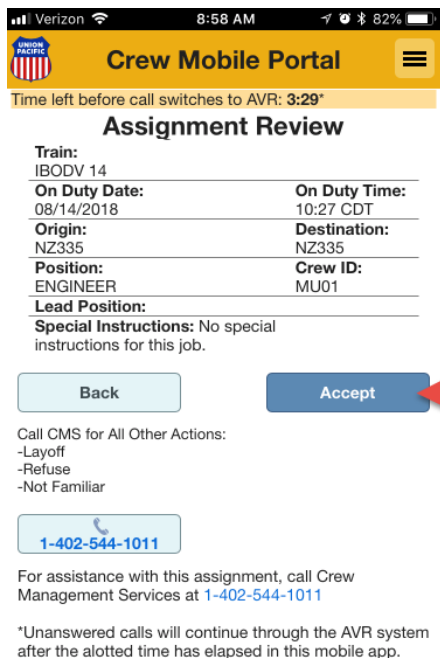 Verizon 8:58 AM 82%
UNION
PACIFIC
Crew Mobile Portal
Time left before call switches to AVR: 3:29*
Assignment Review
Train:
IBODV 14
On Duty Date: On Duty Time:
08/14/2018 10:27 CDT
Origin: Destination:
NZ335 NZ335
Position: Crew ID:
ENGINEER MU01
Lead Position:
Special Instructions: No special
instructions for this job.
Back Accept
Call CMS for All Other Actions:
-Layoff
-Refuse
-Not Familiar
1-402-544-1011
For assistance with this assignment, call Crew
Management Services at 1-402-544-1011
*Unanswered calls will continue through the AVR system
after the alotted time has elapsed in this mobile app.